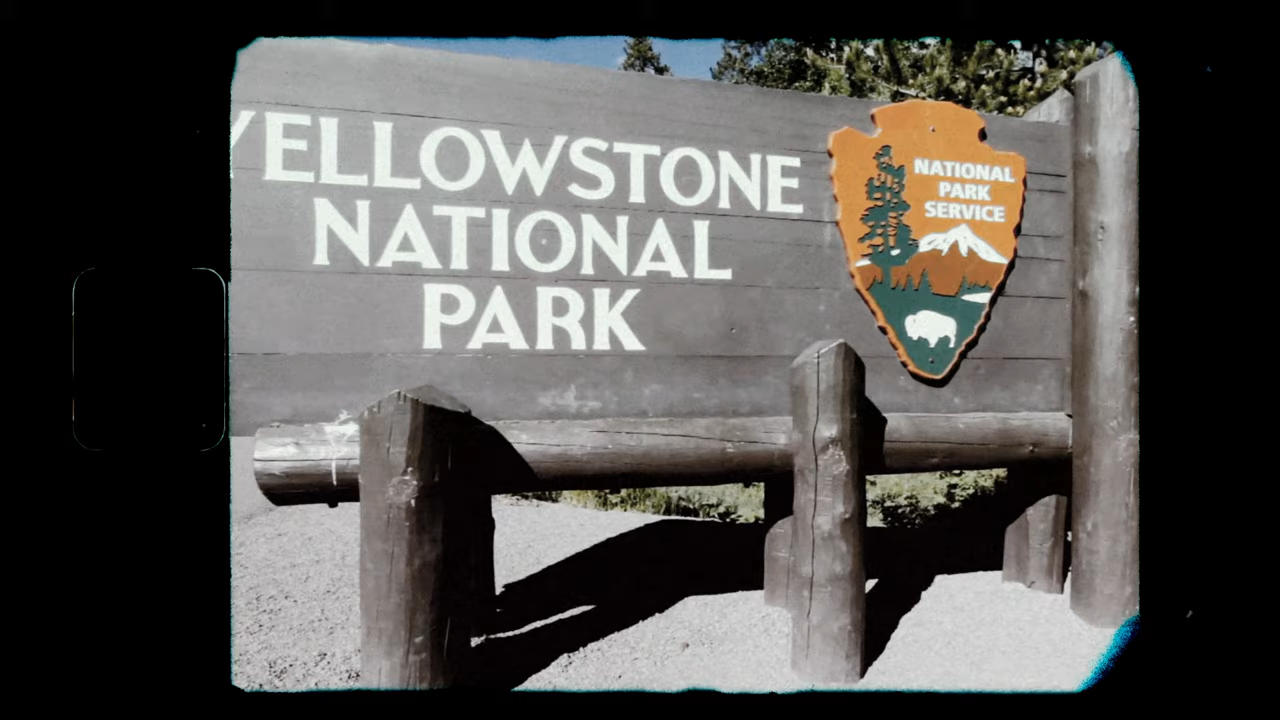 YELLOWSTONE
NATIONAL
PARK
NATIONAL
PARK
SERVICE